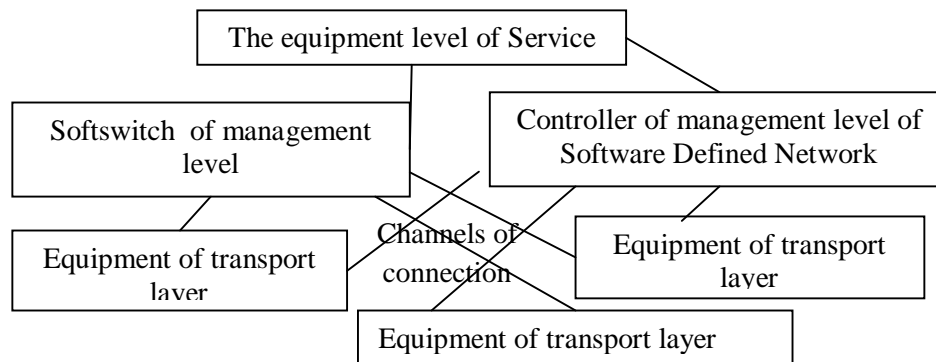 The equipment level of Service
Softswitch of management
level
Controller of management level of
Software Defined Network
Equipment of transport
layer
Channels of
connection
Equipment of transport
layer
Equipment of transport layer